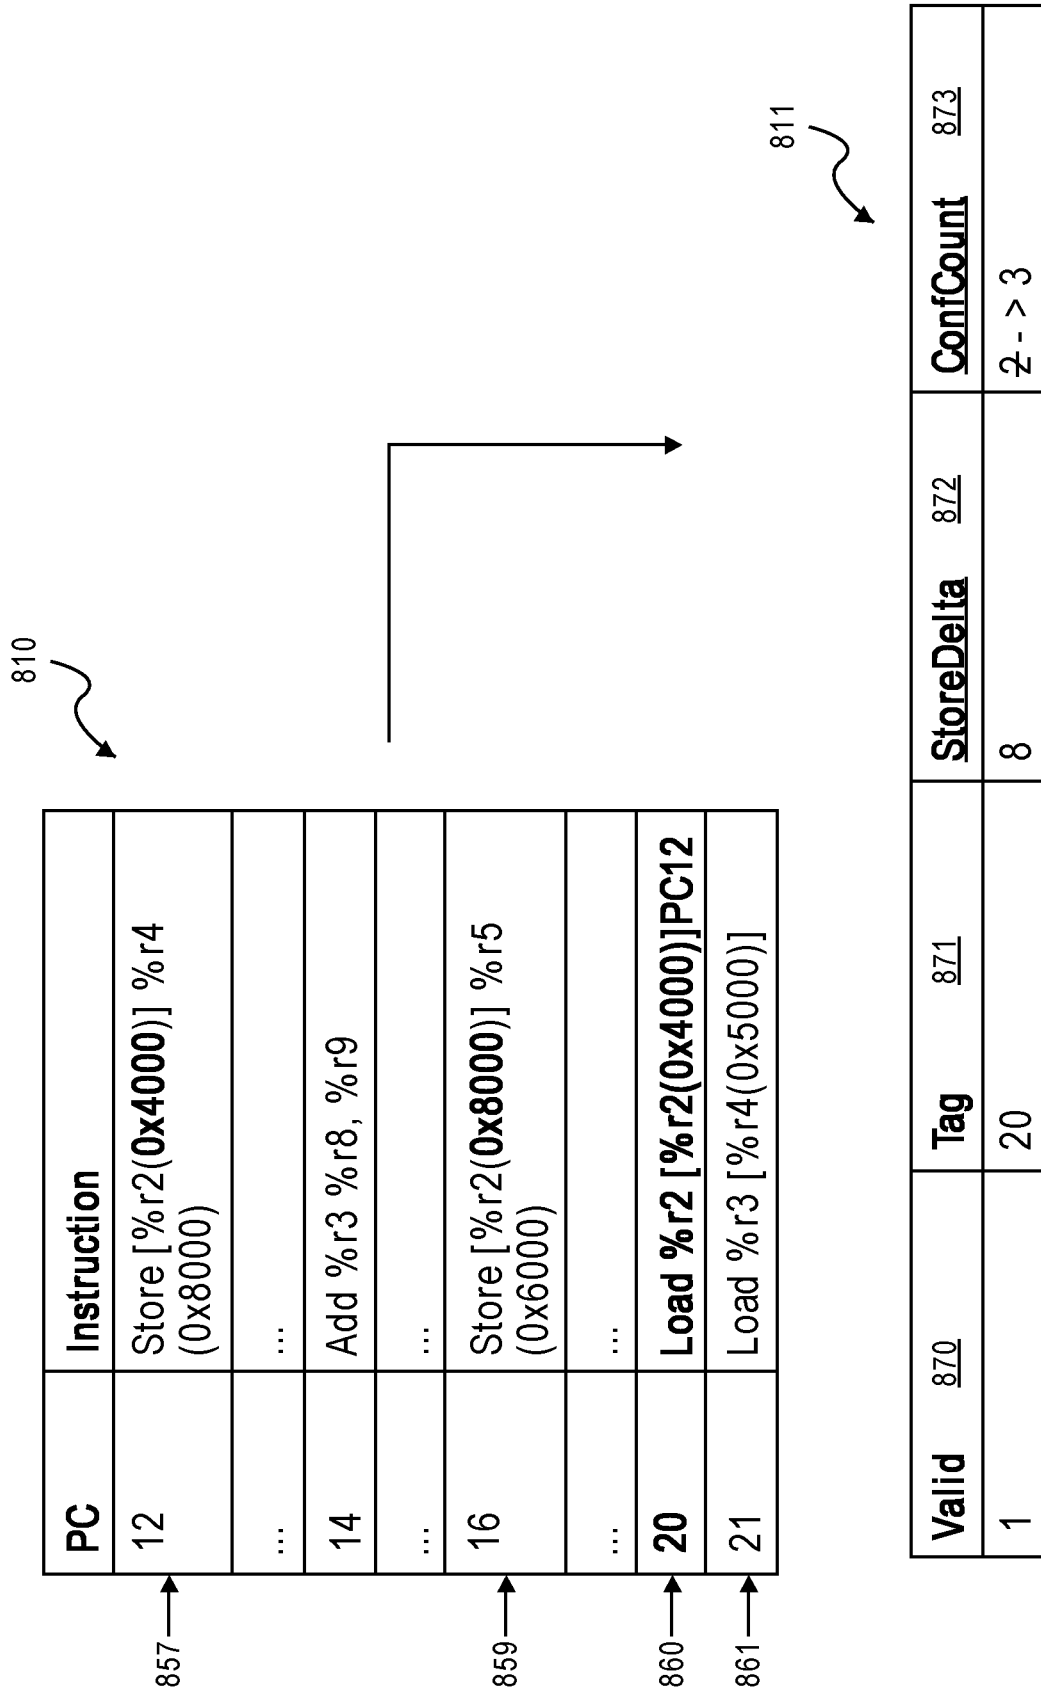 810
PC Instruction
857 12 Store [%r2(0x4000)] %r4
(0x8000)
... ...
14 Add %r3 %r8, %r9
... ...
859 16 Store [%r2(0x8000)] %r5
(0x6000)
... ...
860 20 Load %r2 [%r2(0x4000)]PC12
861 21 Load %r3 [%r4(0x5000)]
811
Valid 870 Tag 871 StoreDelta 872 ConfCount 873
1 20 8 2 - > 3